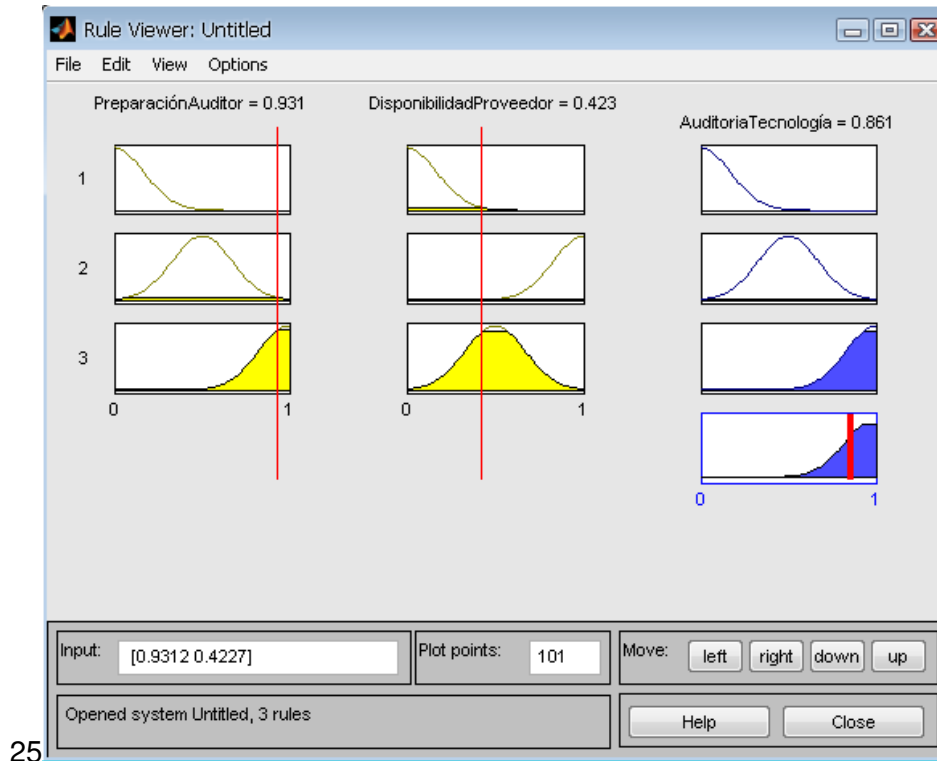 Rule Viewer: Untitled
File Edit View Options
PreparaciónAuditor = 0.931
DisponibilidadProveedor = 0.423
AuditoriaTecnología = 0.861
1
2
3
0 1
0 1
0 1
Input: [0.9312 0.4227]
Plot points: 101
Move: left right down up
Opened system Untitled, 3 rules
Help Close
25